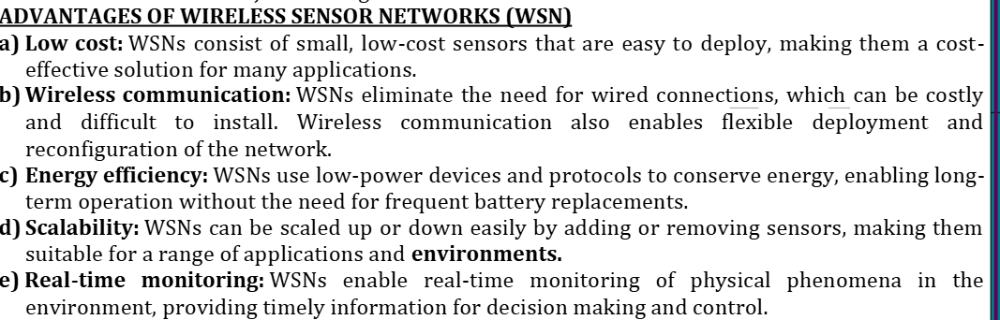 ADVANTAGES OF WIRELESS SENSOR NETWORKS (WSN)
a) Low cost: WSNs consist of small, low-cost sensors that are easy to deploy, making them a cost-
effective solution for many applications.
b) Wireless communication: WSNs eliminate the need for wired connections, which can be costly
and difficult to install. Wireless communication also enables flexible deployment and
reconfiguration of the network.
c) Energy efficiency: WSNs use low-power devices and protocols to conserve energy, enabling long-
term operation without the need for frequent battery replacements.
d) Scalability: WSNs can be scaled up or down easily by adding or removing sensors, making them
suitable for a range of applications and environments.
e) Real-time monitoring: WSNs enable real-time monitoring of physical phenomena in the
environment, providing timely information for decision making and control.